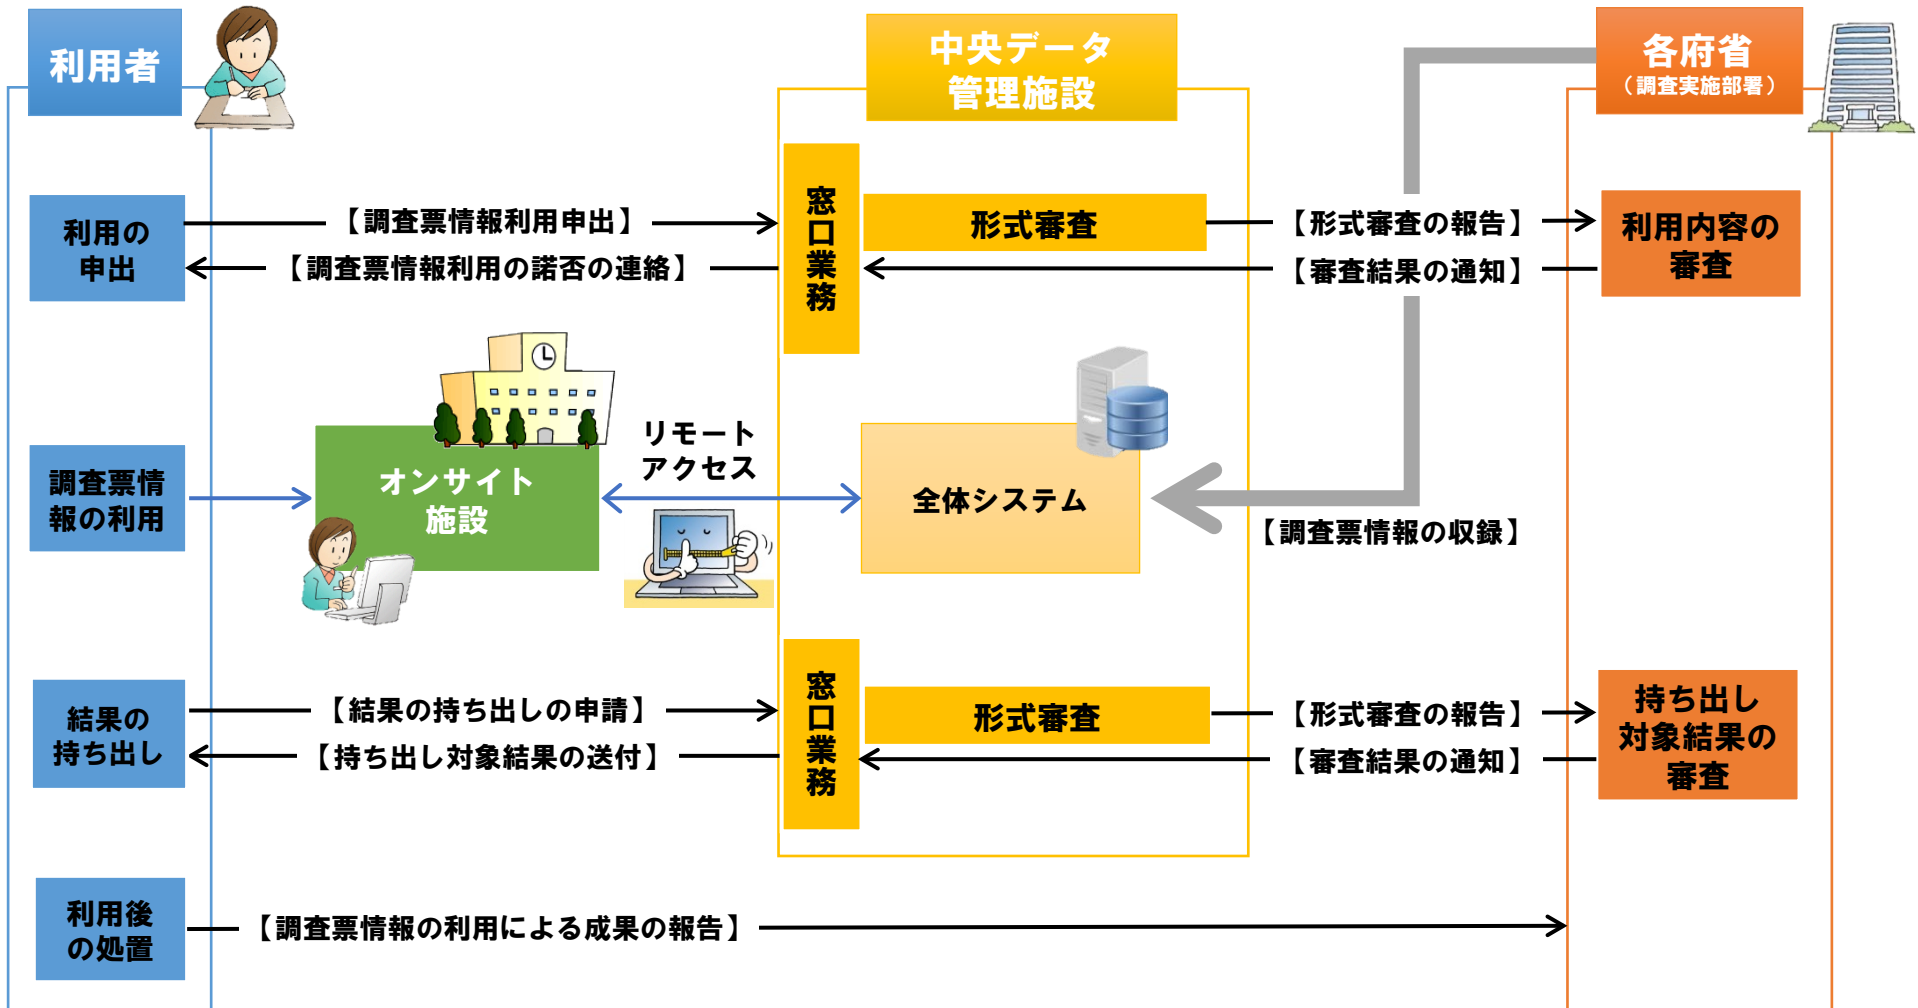 利用者
中央データ
管理施設
各府省
（調査実施部署）
利用の
申出
【調査票情報利用申出】
【調査票情報利用の諾否の連絡】
窓口業務
形式審査
【形式審査の報告】
【審査結果の通知】
利用内容の
審査
調査票情
報の利用
オンサイト
施設
リモート
アクセス
全体システム
【調査票情報の収録】
結果の
持ち出し
【結果の持ち出しの申請】
【持ち出し対象結果の送付】
窓口業務
形式審査
【形式審査の報告】
【審査結果の通知】
持ち出し
対象結果の
審査
利用後
の処置
【調査票情報の利用による成果の報告】